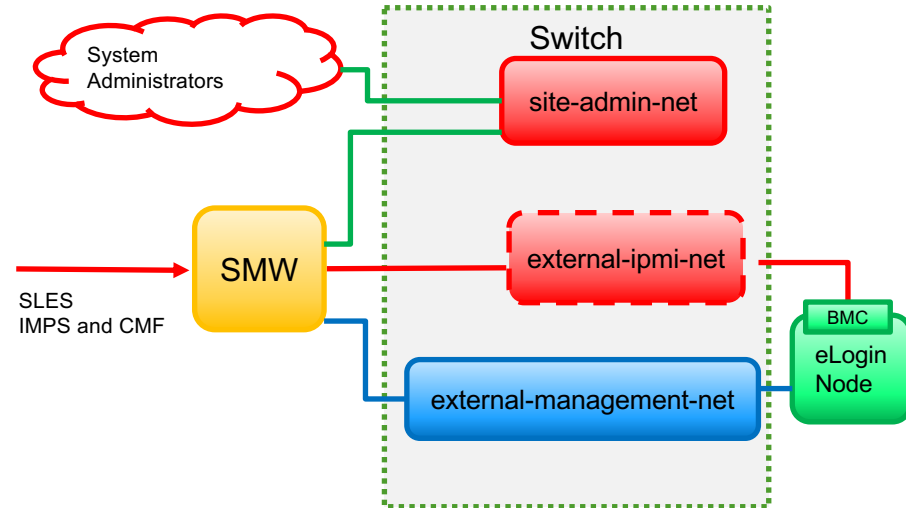 System
Administrators
Switch
site-admin-net
SMW
external-ipmi-net
SLES
IMPS and CMF
BMC
eLogin
Node
external-management-net